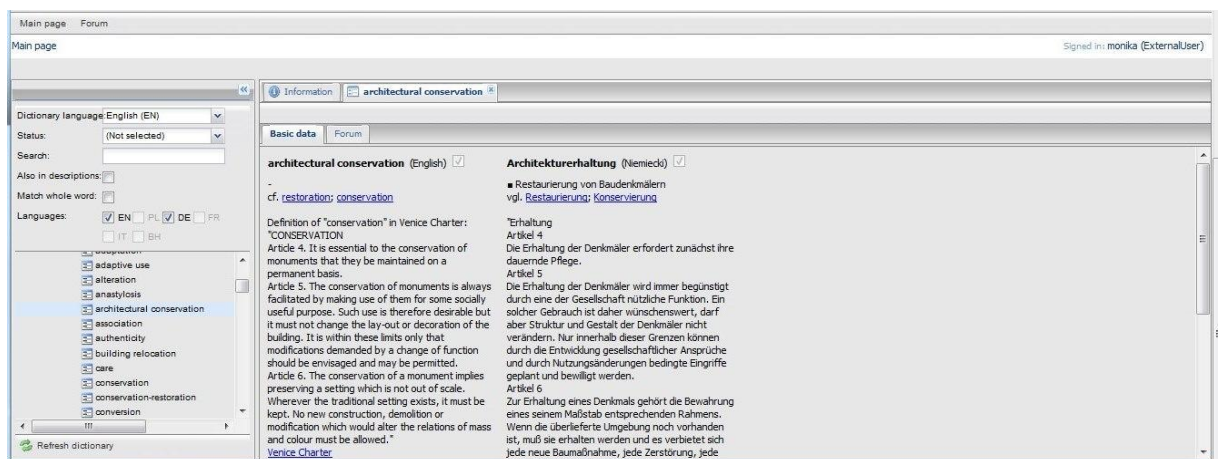 Main page Forum
Main page
Signed in: monika (ExternalUser)
Dictionary language: English (EN)
Status: (Not selected)
Search:
Also in descriptions:
Match whole word:
Languages: EN PL DE FR
IT BH
adaptation
adaptive use
alteration
anastylosis
architectural conservation
association
authenticity
building relocation
care
conservation
conservation-restoration
conversion
Refresh dictionary
Information architectural conservation
Basic data Forum
architectural conservation (English)
-
cf. restoration; conservation
Definition of "conservation" in Venice Charter:
"CONSERVATION
Article 4. It is essential to the conservation of
monuments that they be maintained on a
permanent basis.
Article 5. The conservation of monuments is always
facilitated by making use of them for some socially
useful purpose. Such use is therefore desirable but
it must not change the lay-out or decoration of the
building. It is within these limits only that
modifications demanded by a change of function
should be envisaged and may be permitted.
Article 6. The conservation of a monument implies
preserving a setting which is not out of scale.
Wherever the traditional setting exists, it must be
kept. No new construction, demolition or
modification which would alter the relations of mass
and colour must be allowed."
Venice Charter
Architekturerhaltung (Niemiecki)
▪ Restaurierung von Baudenkmälern
vgl. Restaurierung; Konservierung
"Erhaltung
Artikel 4
Die Erhaltung der Denkmäler erfordert zunächst ihre
dauernde Pflege.
Artikel 5
Die Erhaltung der Denkmäler wird immer begünstigt
durch eine der Gesellschaft nützliche Funktion. Ein
solcher Gebrauch ist daher wünschenswert, darf
aber Struktur und Gestalt der Denkmäler nicht
verändern. Nur innerhalb dieser Grenzen können
durch die Entwicklung gesellschaftlicher Ansprüche
und durch Nutzungsänderungen bedingte Eingriffe
geplant und bewilligt werden.
Artikel 6
Zur Erhaltung eines Denkmals gehört die Bewahrung
eines seinem Maßstab entsprechenden Rahmens.
Wenn die überlieferte Umgebung noch vorhanden
ist, muß sie erhalten werden und es verbietet sich
jede neue Baumaßnahme, jede Zerstörung, jede